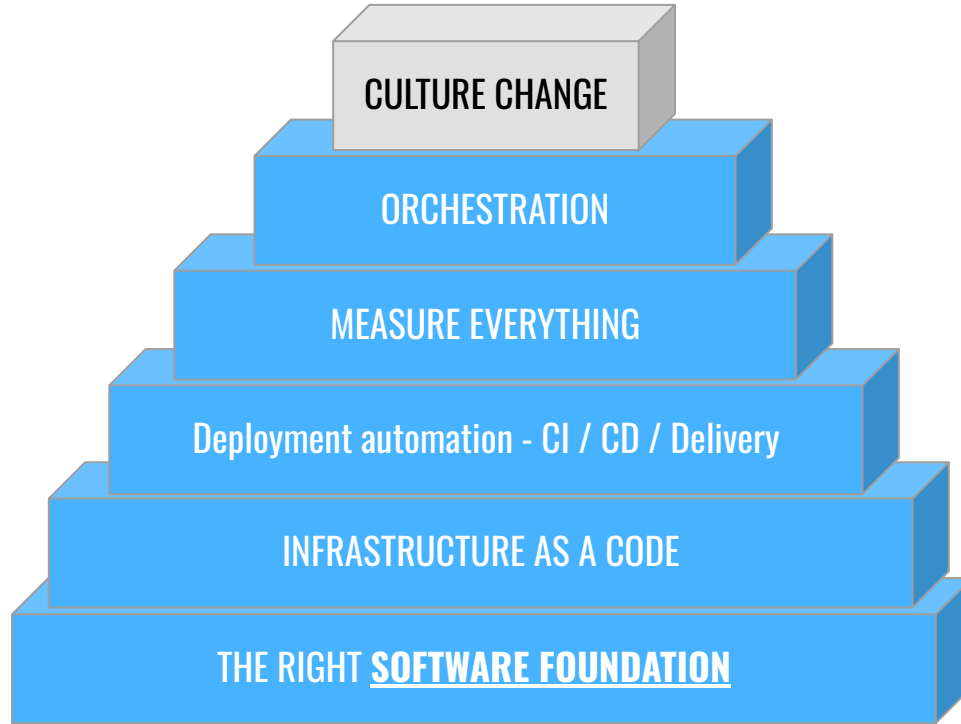 CULTURE CHANGE
ORCHESTRATION
MEASURE EVERYTHING
Deployment automation - CI / CD / Delivery
INFRASTRUCTURE AS A CODE
THE RIGHT SOFTWARE FOUNDATION